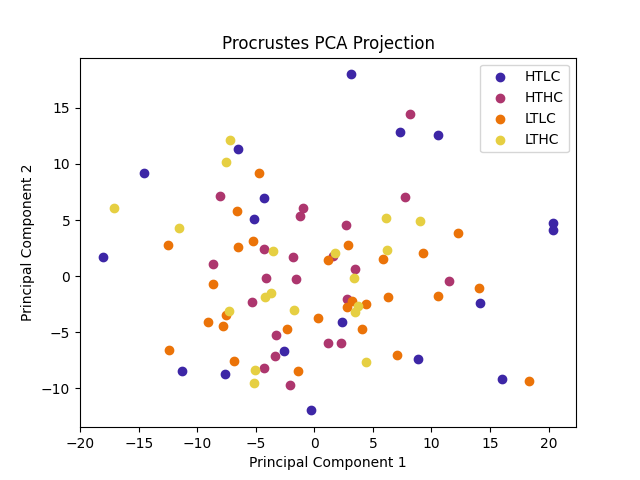 Procrustes PCA Projection
HTLC
HTHC
LTLC
LTHC
Principal Component 2
15
10
5
0
−5
−10
−20
−15
−10
−5
0
5
10
15
20
Principal Component 1